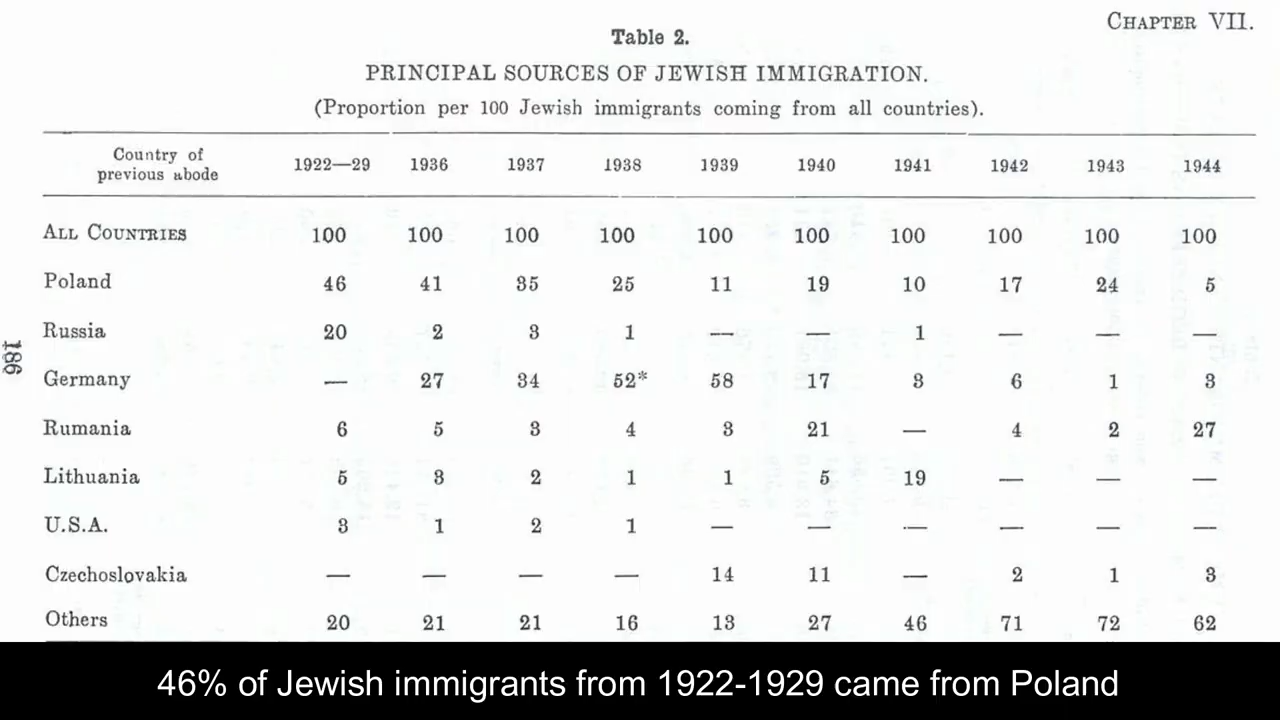 CHAPTER VII.
Table 2.
PRINCIPAL SOURCES OF JEWISH IMMIGRATION.
(Proportion per 100 Jewish immigrants coming from all countries).
Country of previous abode 1922—29 1936 1937 1938 1939 1940 1941 1942 1943 1944
ALL COUNTRIES 100 100 100 100 100 100 100 100 100 100
Poland 46 41 35 25 11 19 10 17 24 5
Russia 20 2 3 1 — — 1 — — —
186
Germany — 27 34 52* 58 17 3 6 1 3
Rumania 6 5 3 4 3 21 — 4 2 27
Lithuania 5 3 2 1 1 5 19 — — —
U.S.A. 3 1 2 1 — — — — — —
Czechoslovakia — — — — 14 11 — 2 1 3
Others 20 21 21 16 13 27 46 71 72 62
46% of Jewish immigrants from 1922-1929 came from Poland